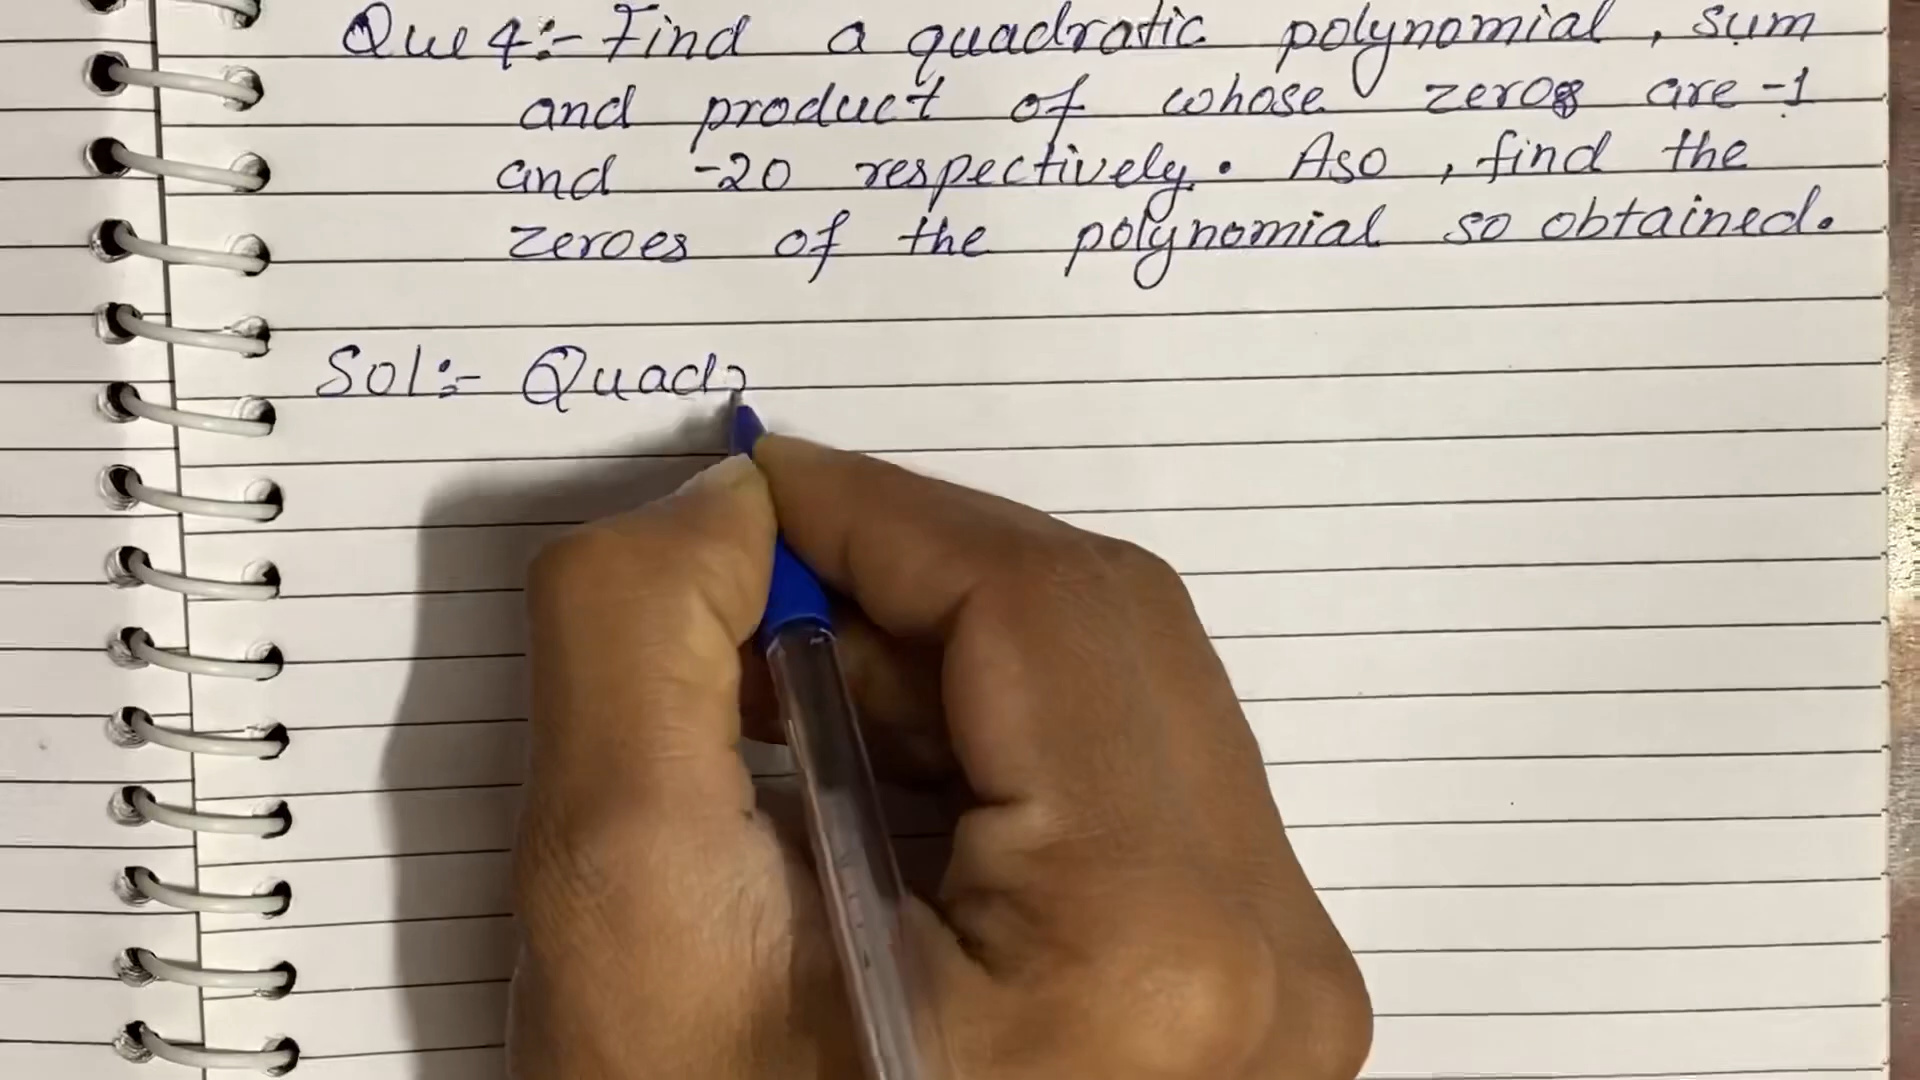 Que 4:- Find a quadratic polynomial, sum
and product of whose zeros are -1
and -20 respectively. Aso, find the
zeroes of the polynomial so obtained.
Sol:- Quadr